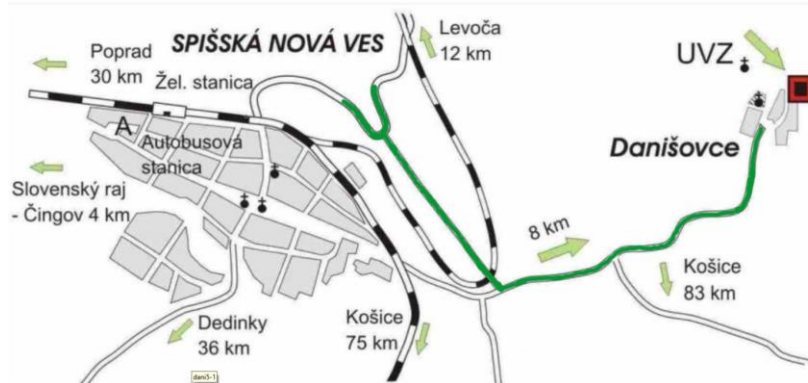 SPIŠSKÁ NOVÁ VES
Levoča
12 km
UVZ
Poprad
30 km
Žel. stanica
A
Autobusová
stanica
Danišovce
Slovenský raj
- Čingov 4 km
8 km
Košice
83 km
Dedinky
36 km
Košice
75 km
dani5-1